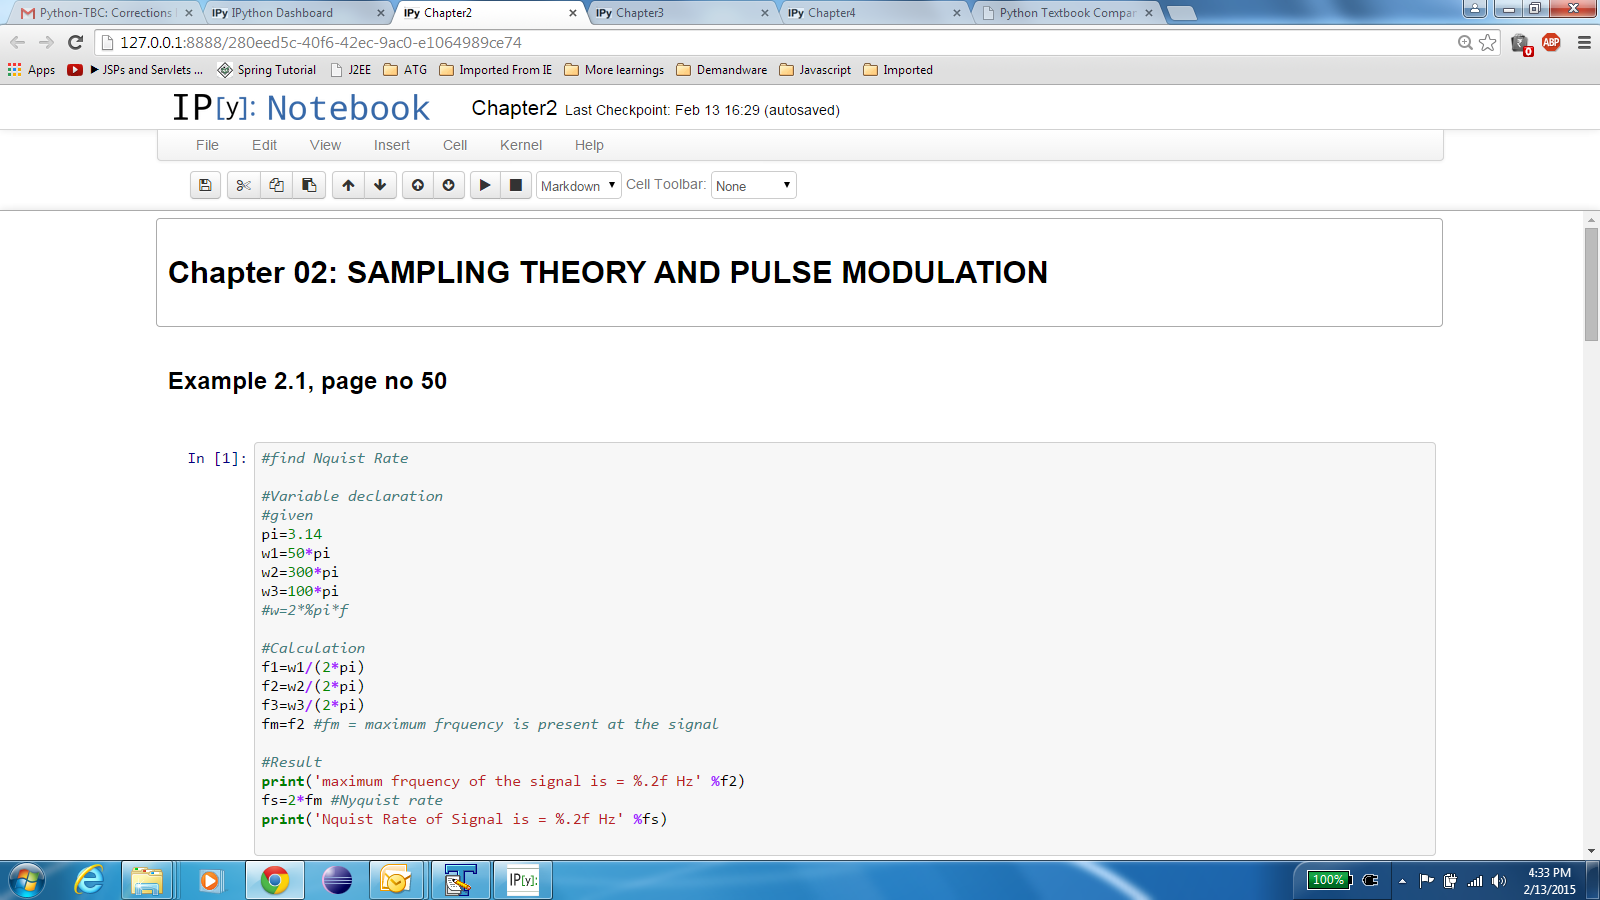 Python-TBC: Corrections
IPy IPython Dashboard
IPy Chapter2
IPy Chapter3
IPy Chapter4
Python Textbook Compar
127.0.0.1:8888/280eed5c-40f6-42ec-9ac0-e1064989ce74
0
ABP
Apps
JSPs and Servlets ...
Spring Tutorial
J2EE
ATG
Imported From IE
More learnings
Demandware
Javascript
Imported
IP[y]: Notebook
Chapter2 Last Checkpoint: Feb 13 16:29 (autosaved)
File Edit View Insert Cell Kernel Help
Markdown
Cell Toolbar: None
Chapter 02: SAMPLING THEORY AND PULSE MODULATION
Example 2.1, page no 50
In [1]:
#find Nquist Rate
#Variable declaration
#given
pi=3.14
w1=50*pi
w2=300*pi
w3=100*pi
#w=2*%pi*f
#Calculation
f1=w1/(2*pi)
f2=w2/(2*pi)
f3=w3/(2*pi)
fm=f2 #fm = maximum frquency is present at the signal
#Result
print('maximum frquency of the signal is = %.2f Hz' %f2)
fs=2*fm #Nyquist rate
print('Nquist Rate of Signal is = %.2f Hz' %fs)
IP[y]:
100%
4:33 PM
2/13/2015